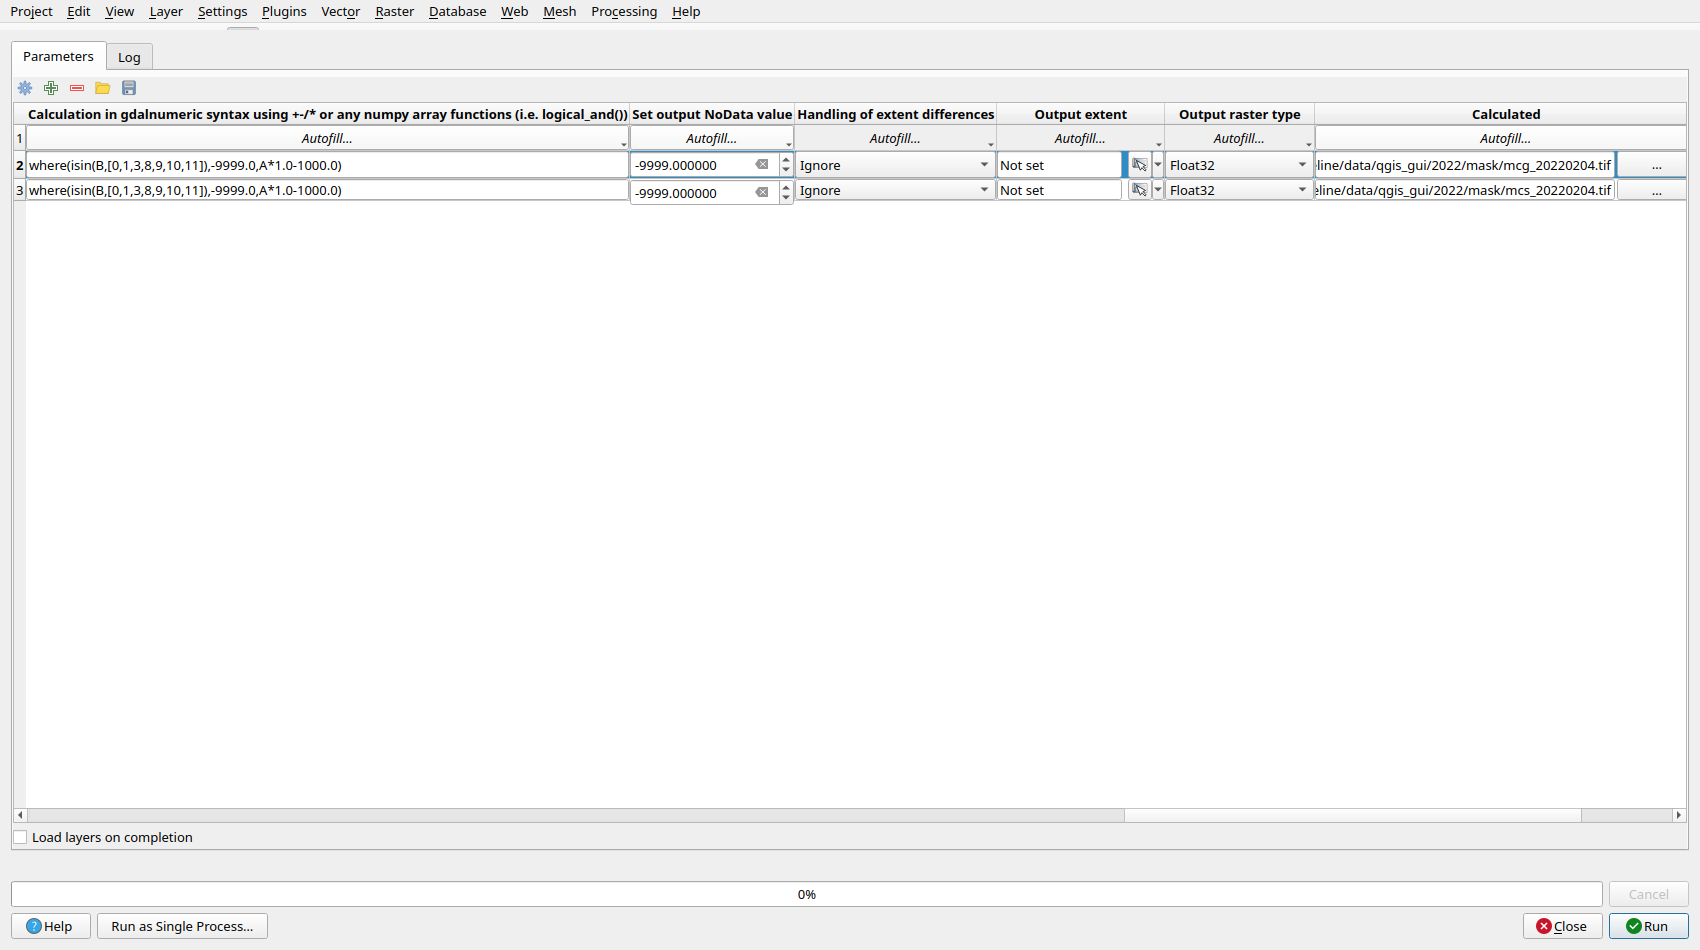 Project Edit View Layer Settings Plugins Vector Raster Database Web Mesh Processing Help
Parameters Log
Calculation in gdalnumeric syntax using +-/* or any numpy array functions (i.e. logical_and()) Set output NoData value Handling of extent differences Output extent Output raster type Calculated
1 Autofill... Autofill... Autofill... Autofill... Autofill... Autofill...
2 where(isin(B,[0,1,3,8,9,10,11]),-9999.0,A*1.0-1000.0) -9999.000000 Ignore Not set Float32 line/data/qgis_gui/2022/mask/mcg_20220204.tif ...
3 where(isin(B,[0,1,3,8,9,10,11]),-9999.0,A*1.0-1000.0) -9999.000000 Ignore Not set Float32 eline/data/qgis_gui/2022/mask/mcs_20220204.tif ...
Load layers on completion
0% Cancel
Help Run as Single Process... Close Run